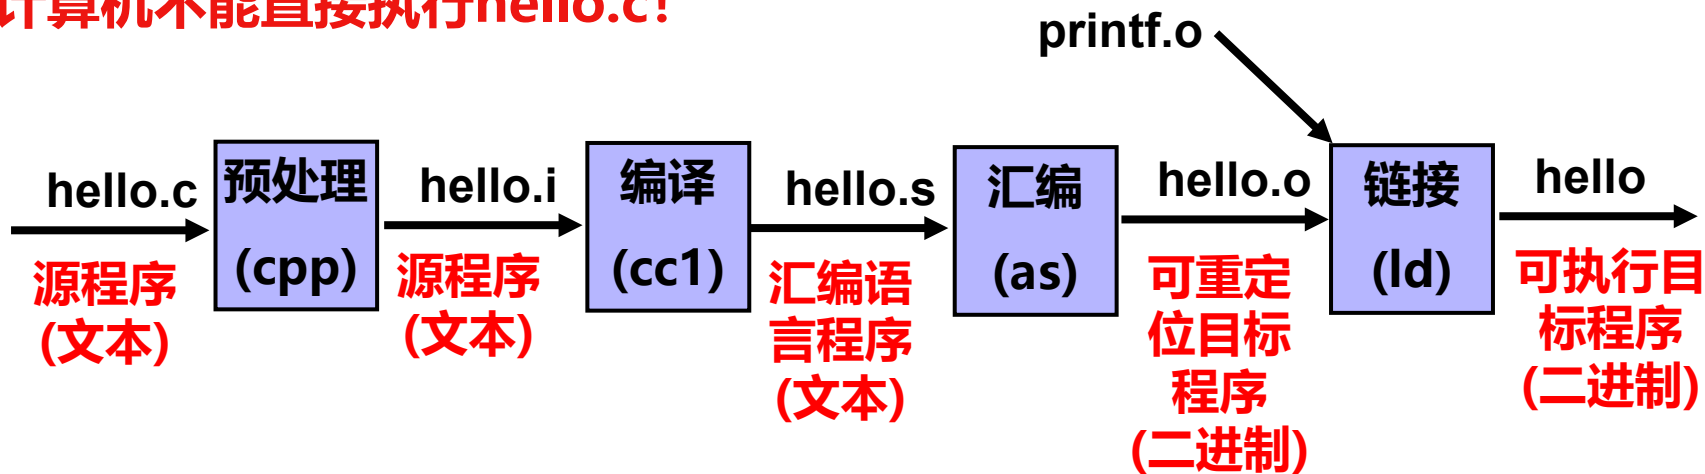 计算机不能直接执行hello.c!
printf.o
hello.c
预处理
(cpp)
hello.i
编译
(cc1)
hello.s
汇编
(as)
hello.o
链接
(ld)
hello
源程序
(文本)
源程序
(文本)
汇编语
言程序
(文本)
可重定
位目标
程序
(二进制)
可执行目
标程序
(二进制)